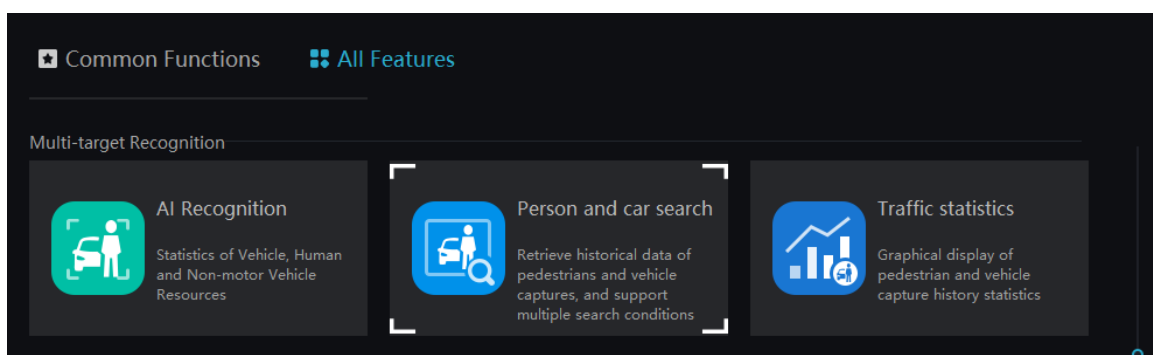 Common Functions
All Features
Multi-target Recognition
AI Recognition
Statistics of Vehicle, Human
and Non-motor Vehicle
Resources
Person and car search
Retrieve historical data of
pedestrians and vehicle
captures, and support
multiple search conditions
Traffic statistics
Graphical display of
pedestrian and vehicle
capture history statistics